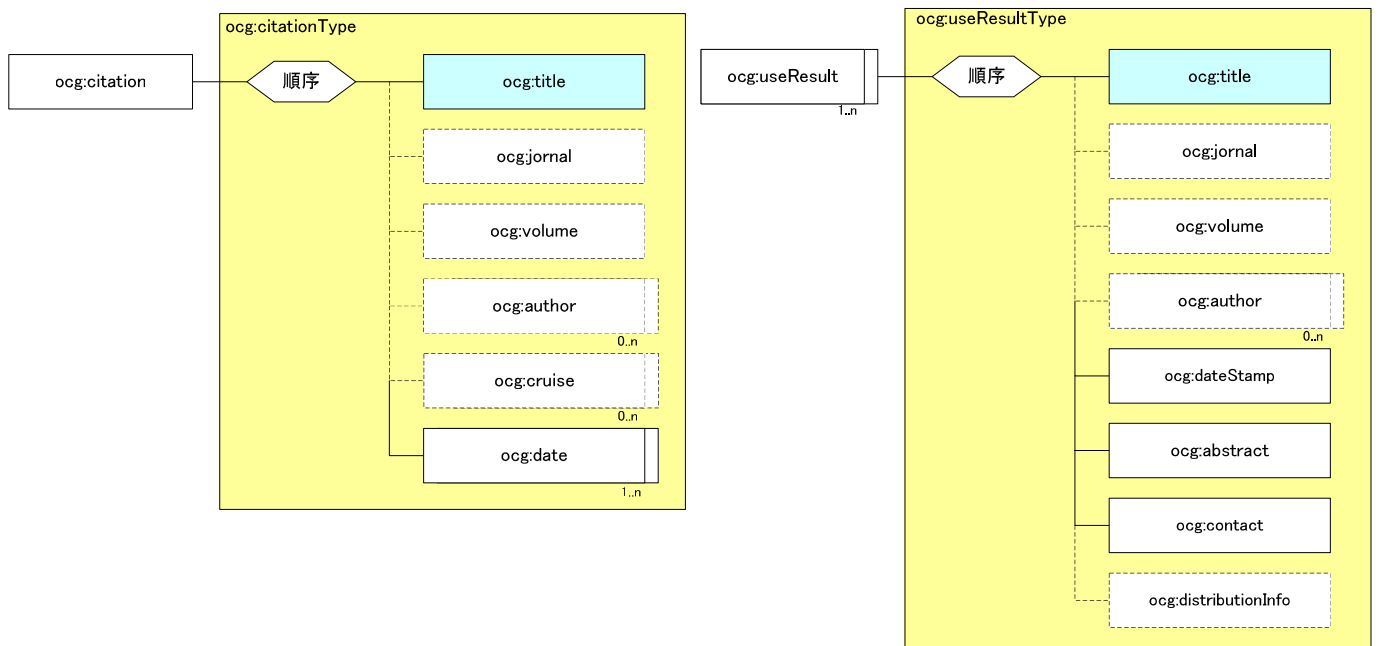 ocg:citationType
ocg:citation
順序
ocg:title
ocg:jornal
ocg:volume
ocg:author
0..n
ocg:cruise
0..n
ocg:date
1..n
ocg:useResultType
ocg:useResult
1..n
順序
ocg:title
ocg:jornal
ocg:volume
ocg:author
0..n
ocg:dateStamp
ocg:abstract
ocg:contact
ocg:distributionInfo